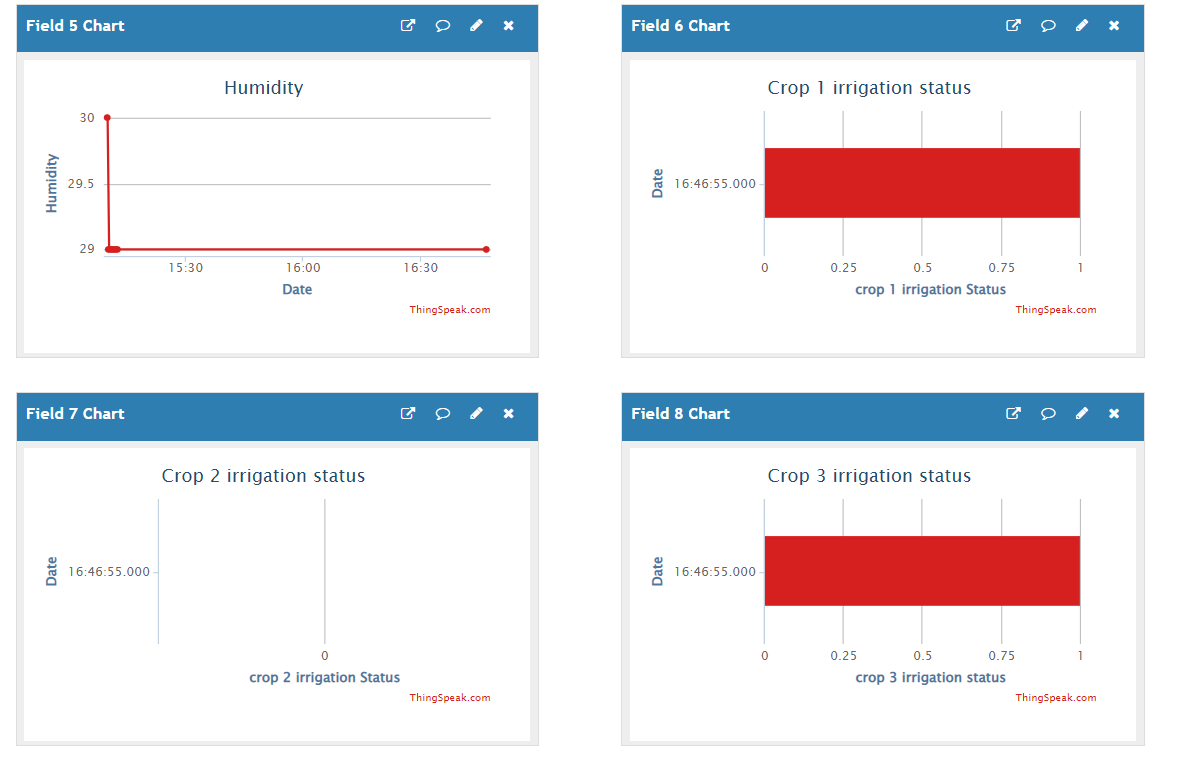 Field 5 Chart
Humidity
30
29.5
29
Humidity
15:30 16:00 16:30
Date
ThingSpeak.com
Field 6 Chart
Crop 1 irrigation status
Date
16:46:55.000
0 0.25 0.5 0.75 1
crop 1 irrigation Status
ThingSpeak.com
Field 7 Chart
Crop 2 irrigation status
Date
16:46:55.000
0
crop 2 irrigation Status
ThingSpeak.com
Field 8 Chart
Crop 3 irrigation status
Date
16:46:55.000
0 0.25 0.5 0.75 1
crop 3 irrigation status
ThingSpeak.com